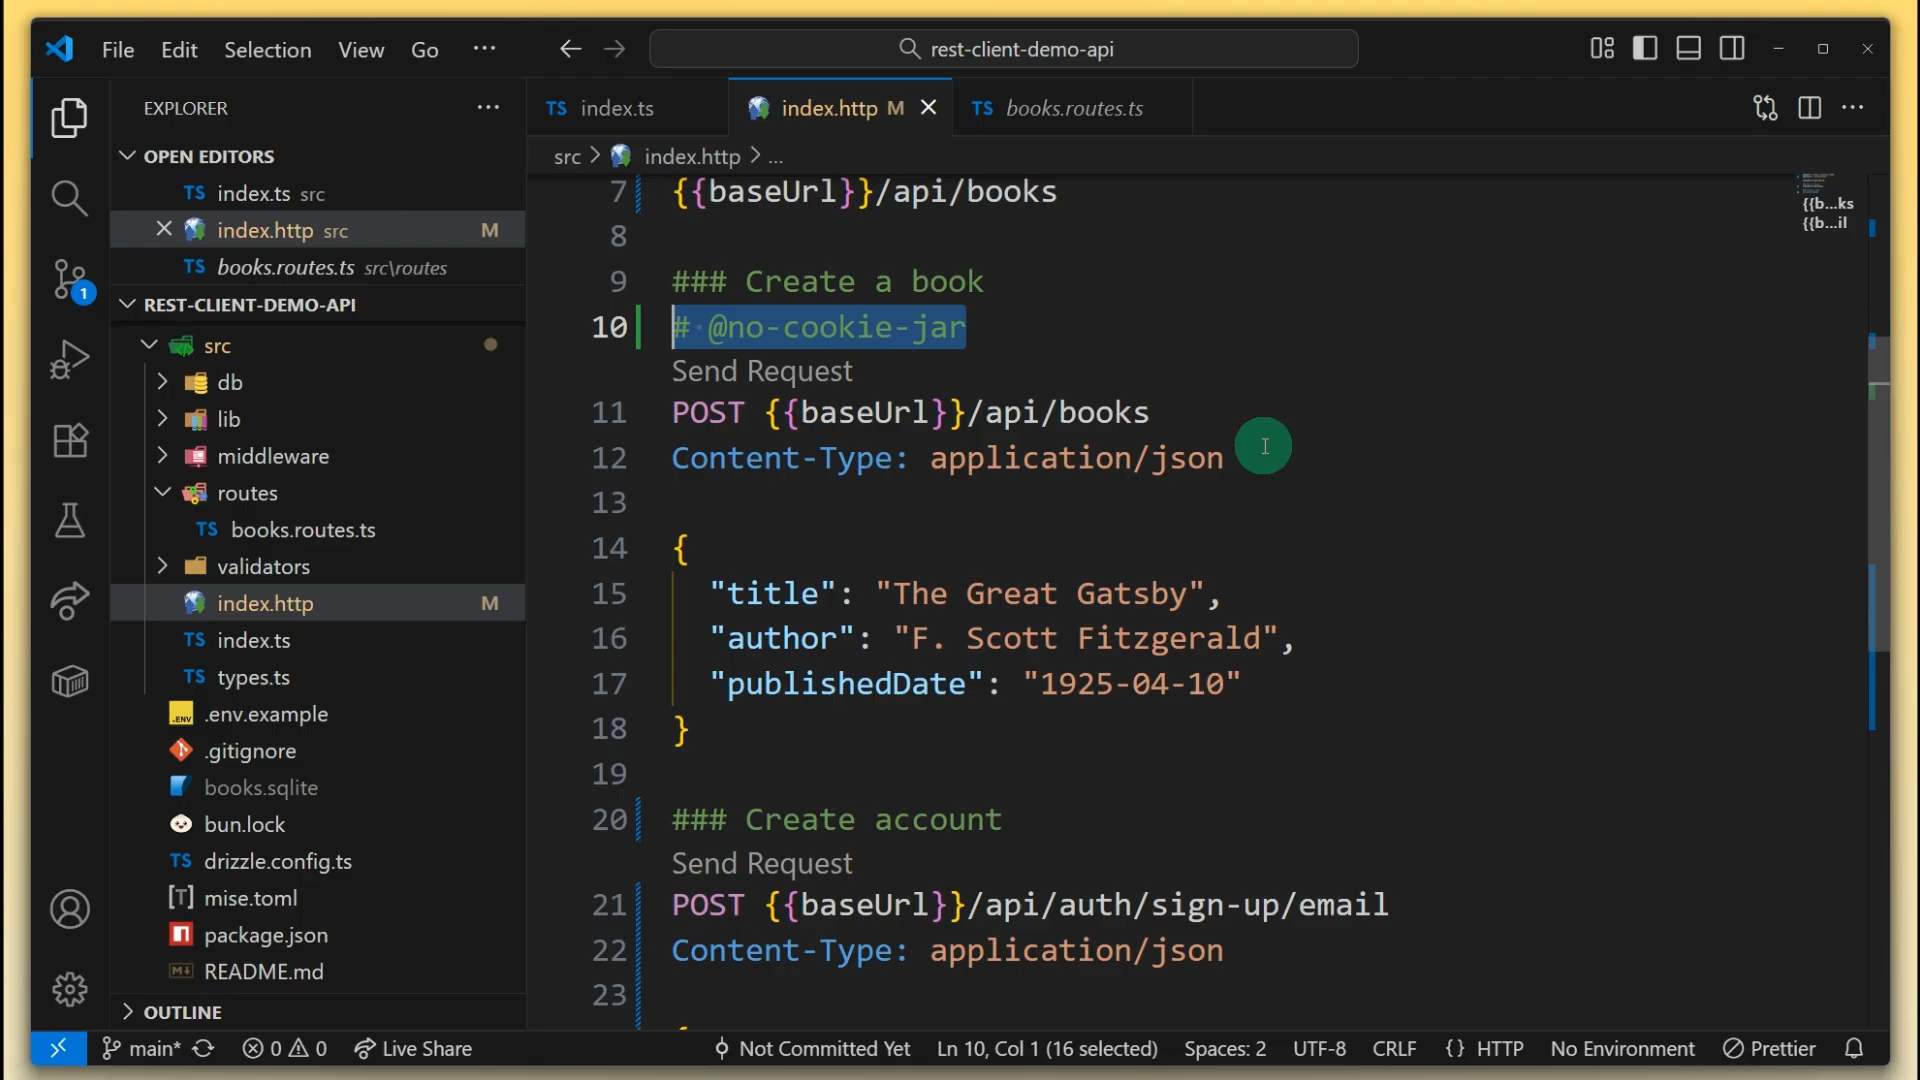 File Edit Selection View Go ...
rest-client-demo-api
EXPLORER ...
OPEN EDITORS
TS index.ts src
index.http src M
TS books.routes.ts src\routes
REST-CLIENT-DEMO-API
src
db
lib
middleware
routes
TS books.routes.ts
validators
index.http M
TS index.ts
TS types.ts
.ENV .env.example
.gitignore
books.sqlite
bun.lock
TS drizzle.config.ts
[T] mise.toml
package.json
M↓ README.md
OUTLINE
1
TS index.ts
index.http M
TS books.routes.ts
src > index.http > ...
7 {{baseUrl}}/api/books
8
9 ### Create a book
10 # @no-cookie-jar
Send Request
11 POST {{baseUrl}}/api/books
12 Content-Type: application/json
13
14 {
15 "title": "The Great Gatsby",
16 "author": "F. Scott Fitzgerald",
17 "publishedDate": "1925-04-10"
18 }
19
20 ### Create account
Send Request
21 POST {{baseUrl}}/api/auth/sign-up/email
22 Content-Type: application/json
23
{{b...ks
{{b...il
main* 0 0 Live Share Not Committed Yet Ln 10, Col 1 (16 selected) Spaces: 2 UTF-8 CRLF {} HTTP No Environment Prettier